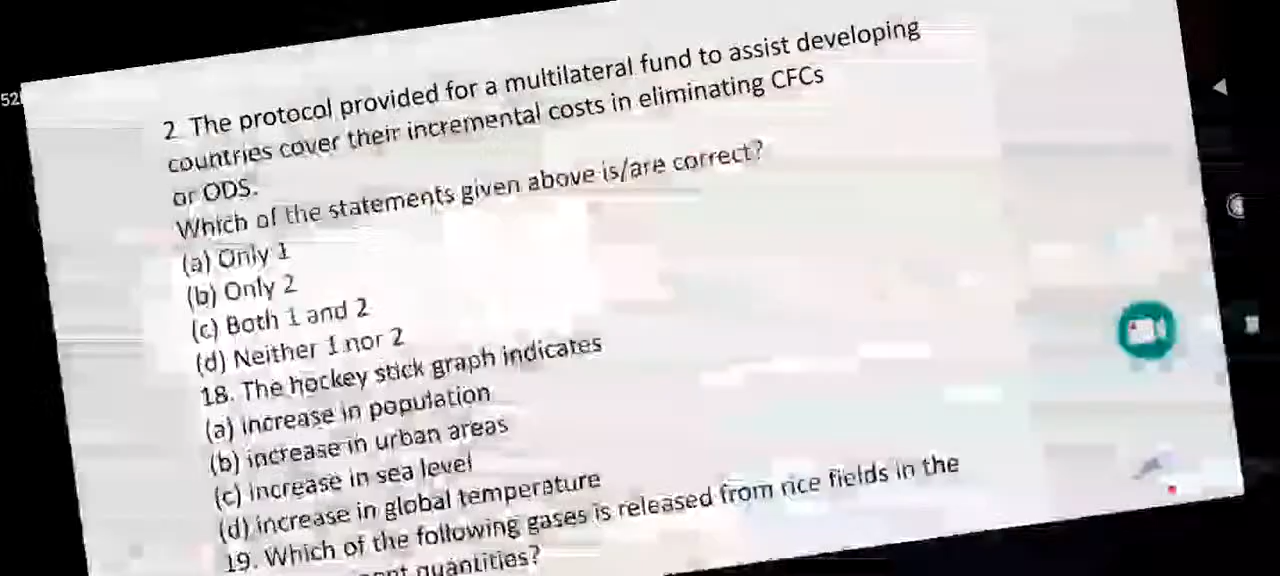 52
2 The protocol provided for a multilateral fund to assist developing
countries cover their incremental costs in eliminating CFCs
or ODS.
Which of the statements given above is/are correct?
(a) Only 1
(b) Only 2
(c) Both 1 and 2
(d) Neither 1 nor 2
18. The hockey stick graph indicates
(a) increase in population
(b) increase in urban areas
(c) increase in sea level
(d) increase in global temperature
19. Which of the following gases is released from rice fields in the
quantities?